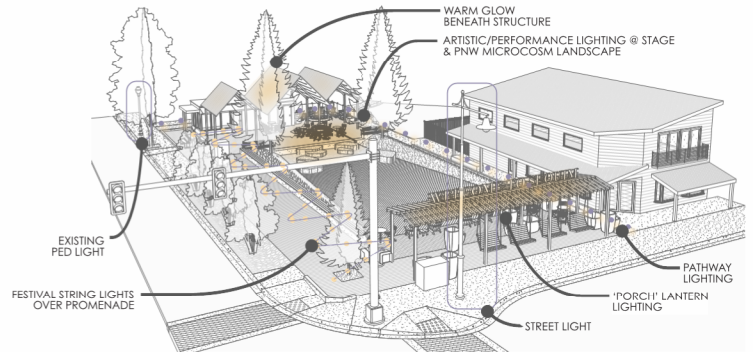 WARM GLOW
BENEATH STRUCTURE
ARTISTIC/PERFORMANCE LIGHTING @ STAGE
& PNW MICROCOSM LANDSCAPE
EXISTING
PED LIGHT
FESTIVAL STRING LIGHTS
OVER PROMENADE
PATHWAY
LIGHTING
'PORCH' LANTERN
LIGHTING
STREET LIGHT